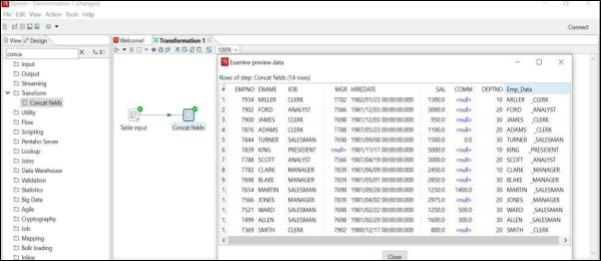 Spoon - Transformation 1 (changed)
File Edit View Action Tools Help
Connect
View Design
Welcome! Transformation 1
conca
100%
Input
Output
Streaming
Transform
Concat fields
Utility
Flow
Scripting
Pentaho Server
Lookup
Joins
Data Warehouse
Validation
Statistics
Big Data
Agile
Cryptography
Job
Mapping
Bulk loading
Inline
Table input Concat fields
Examine preview data
Rows of step: Concat fields (14 rows)
# EMPNO ENAME JOB MGR HIREDATE SAL COMM DEPTNO Emp_Data
1. 7934 MILLER CLERK 7782 1982/01/23 00:00:00.000 1300.0 <null> 10 MILLER _CLERK
2. 7902 FORD ANALYST 7566 1981/12/03 00:00:00.000 3000.0 <null> 20 FORD _ANALYST
7900 JAMES CLERK 7698 1981/12/03 00:00:00.000 950.0 <null> 30 JAMES _CLERK
7876 ADAMS CLERK 7788 1987/05/23 00:00:00.000 1100.0 <null> 20 ADAMS _CLERK
7844 TURNER SALESMAN 7698 1981/09/08 00:00:00.000 1500.0 0.0 30 TURNER _SALESMAN
7839 KING PRESIDENT <null> 1981/11/17 00:00:00.000 5000.0 <null> 10 KING _PRESIDENT
7788 SCOTT ANALYST 7566 1987/04/19 00:00:00.000 3000.0 <null> 20 SCOTT _ANALYST
7782 CLARK MANAGER 7839 1981/06/09 00:00:00.000 2450.0 <null> 10 CLARK _MANAGER
7698 BLAKE MANAGER 7839 1981/05/01 00:00:00.000 2850.0 <null> 30 BLAKE _MANAGER
7654 MARTIN SALESMAN 7698 1981/09/28 00:00:00.000 1250.0 1400.0 30 MARTIN _SALESMAN
7566 JONES MANAGER 7839 1981/04/02 00:00:00.000 2975.0 <null> 20 JONES _MANAGER
7521 WARD SALESMAN 7698 1981/02/22 00:00:00.000 1250.0 500.0 30 WARD _SALESMAN
7499 ALLEN SALESMAN 7698 1981/02/20 00:00:00.000 1600.0 300.0 30 ALLEN _SALESMAN
7369 SMITH CLERK 7902 1980/12/17 00:00:00.000 800.0 <null> 20 SMITH _CLERK
Close